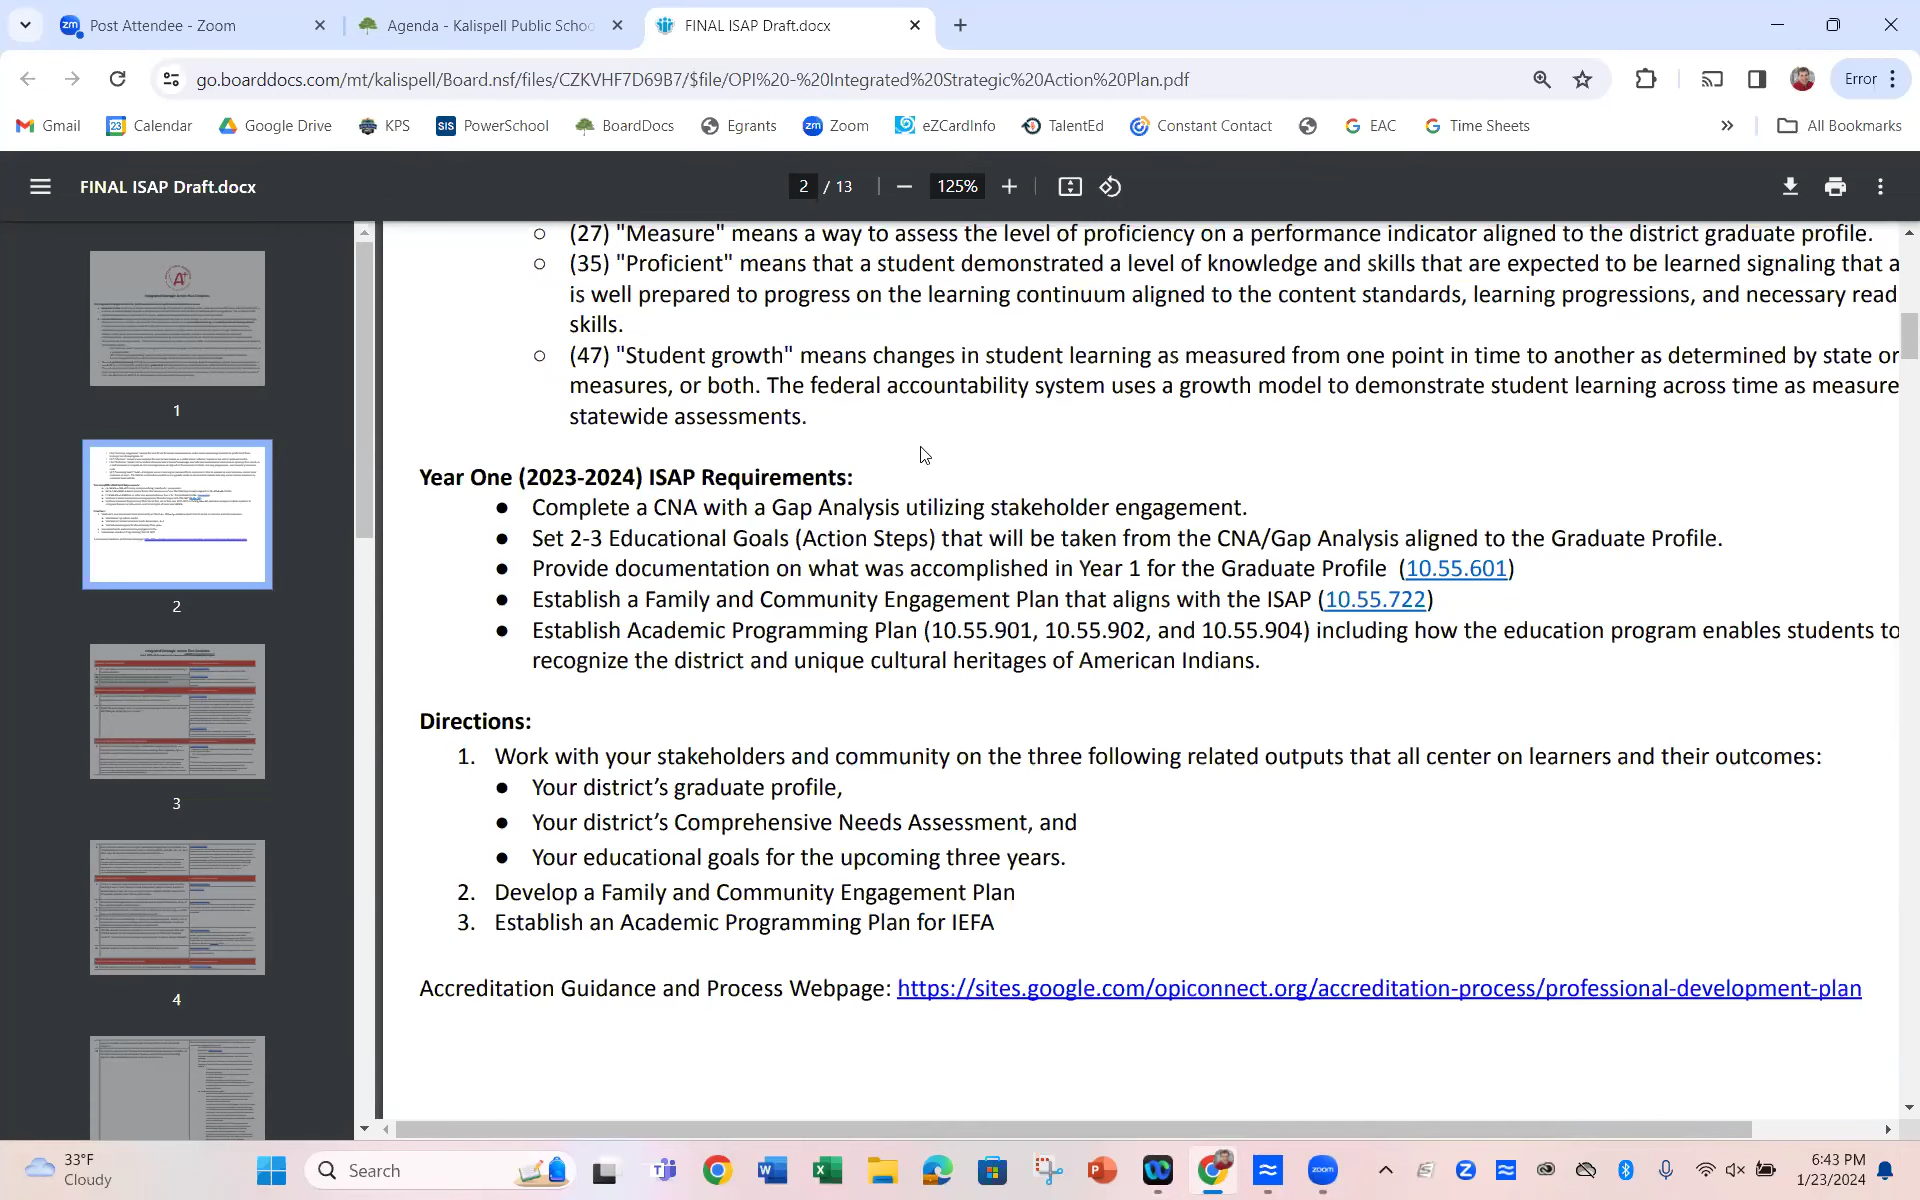 Post Attendee - Zoom
Agenda - Kalispell Public Schoo
FINAL ISAP Draft.docx
go.boarddocs.com/mt/kalispell/Board.nsf/files/CZKVHF7D69B7/$file/OPI%20-%20Integrated%20Strategic%20Action%20Plan.pdf
Error
Gmail
Calendar
Google Drive
KPS
SIS PowerSchool
BoardDocs
Egrants
Zoom
eZCardInfo
TalentEd
Constant Contact
EAC
Time Sheets
All Bookmarks
FINAL ISAP Draft.docx
2 / 13
125%
1
2
3
4
○ (27) "Measure" means a way to assess the level of proficiency on a performance indicator aligned to the district graduate profile.
○ (35) "Proficient" means that a student demonstrated a level of knowledge and skills that are expected to be learned signaling that a
is well prepared to progress on the learning continuum aligned to the content standards, learning progressions, and necessary read
skills.
○ (47) "Student growth" means changes in student learning as measured from one point in time to another as determined by state or
measures, or both. The federal accountability system uses a growth model to demonstrate student learning across time as measure
statewide assessments.
Year One (2023-2024) ISAP Requirements:
● Complete a CNA with a Gap Analysis utilizing stakeholder engagement.
● Set 2-3 Educational Goals (Action Steps) that will be taken from the CNA/Gap Analysis aligned to the Graduate Profile.
● Provide documentation on what was accomplished in Year 1 for the Graduate Profile (10.55.601)
● Establish a Family and Community Engagement Plan that aligns with the ISAP (10.55.722)
● Establish Academic Programming Plan (10.55.901, 10.55.902, and 10.55.904) including how the education program enables students to
recognize the district and unique cultural heritages of American Indians.
Directions:
1. Work with your stakeholders and community on the three following related outputs that all center on learners and their outcomes:
● Your district's graduate profile,
● Your district's Comprehensive Needs Assessment, and
● Your educational goals for the upcoming three years.
2. Develop a Family and Community Engagement Plan
3. Establish an Academic Programming Plan for IEFA
Accreditation Guidance and Process Webpage: https://sites.google.com/opiconnect.org/accreditation-process/professional-development-plan
33°F
Cloudy
Search
6:43 PM
1/23/2024